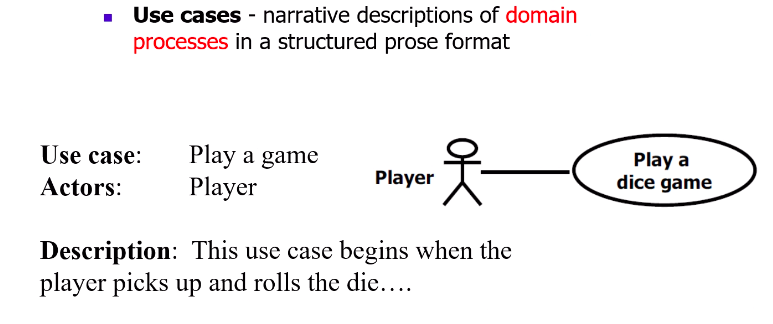 ▪ Use cases - narrative descriptions of domain
processes in a structured prose format
Use case: Play a game
Actors: Player
Player
Play a
dice game
Description: This use case begins when the
player picks up and rolls the die….